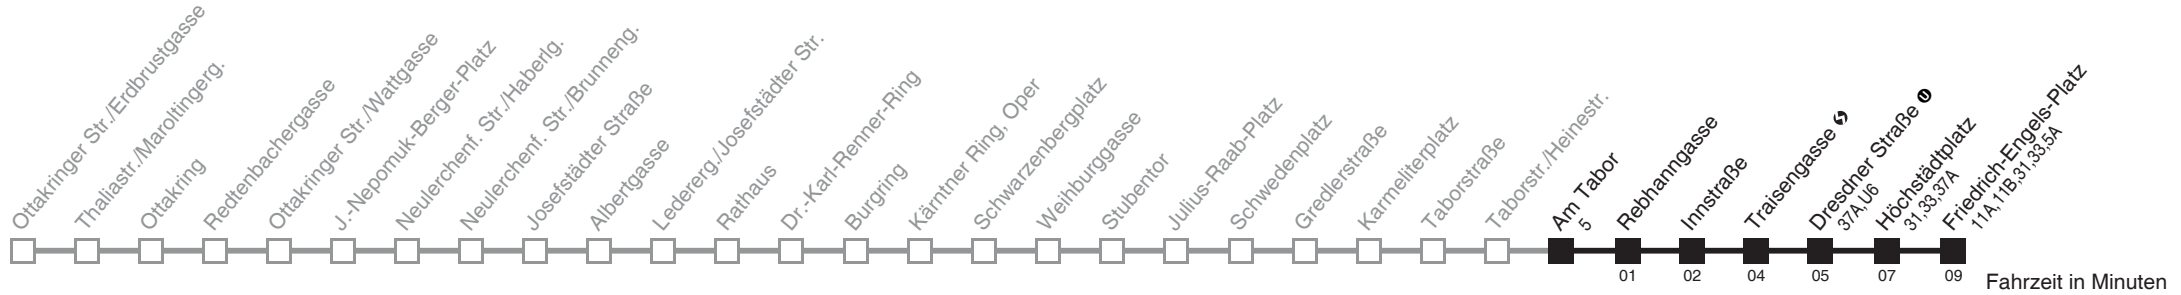 Ottakringer Str./Erdbrustgasse
Thaliastr./Maroltingerg.
Ottakring
Redtenbachergasse
Ottakringer Str./Wattgasse
J.-Nepomuk-Berger-Platz
Neulerchenf. Str./Haberlg.
Neulerchenf. Str./Brunneng.
Josefstädter Straße
Albertgasse
Ledererg./Josefstädter Str.
Rathaus
Dr.-Karl-Renner-Ring
Burgring
Kärntner Ring, Oper
Schwarzenbergplatz
Weihburggasse
Stubentor
Julius-Raab-Platz
Schwedenplatz
Gredlerstraße
Karmeliterplatz
Taborstraße
Taborstr./Heinestr.
Am Tabor
5
Rebhanngasse
Innstraße
Traisengasse S
Dresdner Straße U
37A,U6
Höchstädtplatz
31,33,37A
Friedrich-Engels-Platz
11A,11B,31,33,5A
01 02 04 05 07 09 Fahrzeit in Minuten